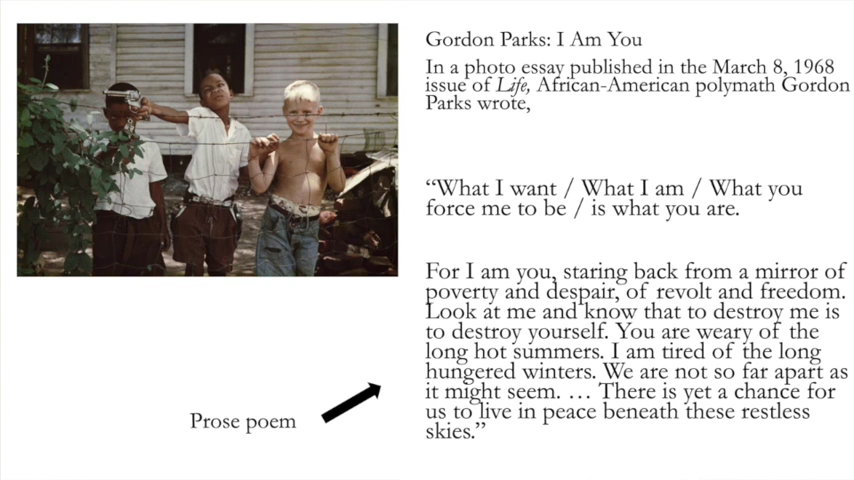 Gordon Parks: I Am You
In a photo essay published in the March 8, 1968
issue of Life, African-American polymath Gordon
Parks wrote,
“What I want / What I am / What you
force me to be / is what you are.
For I am you, staring back from a mirror of
poverty and despair, of revolt and freedom.
Look at me and know that to destroy me is
to destroy yourself. You are weary of the
long hot summers. I am tired of the long
hungered winters. We are not so far apart as
it might seem. … There is yet a chance for
us to live in peace beneath these restless
skies.”
Prose poem